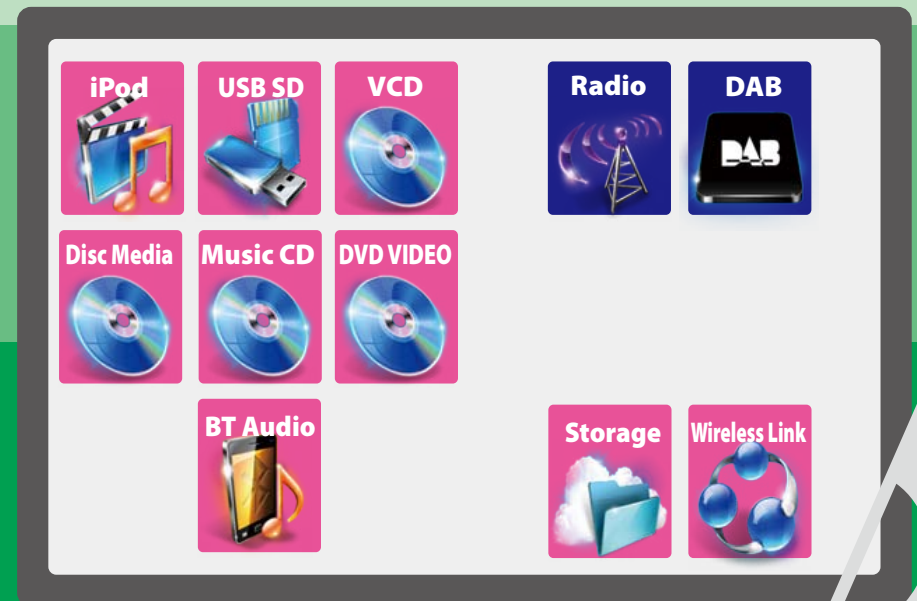 iPod
USB SD
VCD
Radio
DAB
DAB
Disc Media
Music CD
DVD VIDEO
BT Audio
Storage
Wireless Link